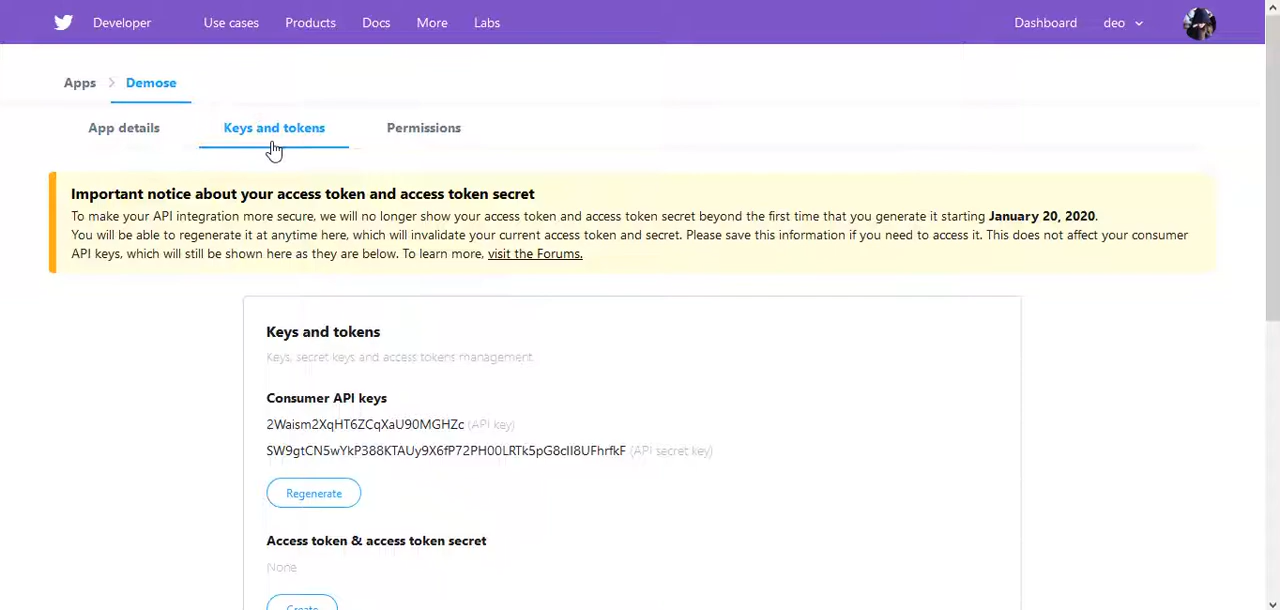 Developer Use cases Products Docs More Labs Dashboard deo
Apps Demose
App details Keys and tokens Permissions
Important notice about your access token and access token secret
To make your API integration more secure, we will no longer show your access token and access token secret beyond the first time that you generate it starting January 20, 2020.
You will be able to regenerate it at anytime here, which will invalidate your current access token and secret. Please save this information if you need to access it. This does not affect your consumer
API keys, which will still be shown here as they are below. To learn more, visit the Forums.
Keys and tokens
Keys, secret keys and access tokens management.
Consumer API keys
2Waism2XqHT6ZCqXaU90MGHZc (API key)
SW9gtCN5wYkP388KTAUy9X6fP72PH00LRTk5pG8cII8UFhrfkF (API secret key)
Regenerate
Access token & access token secret
None
Create